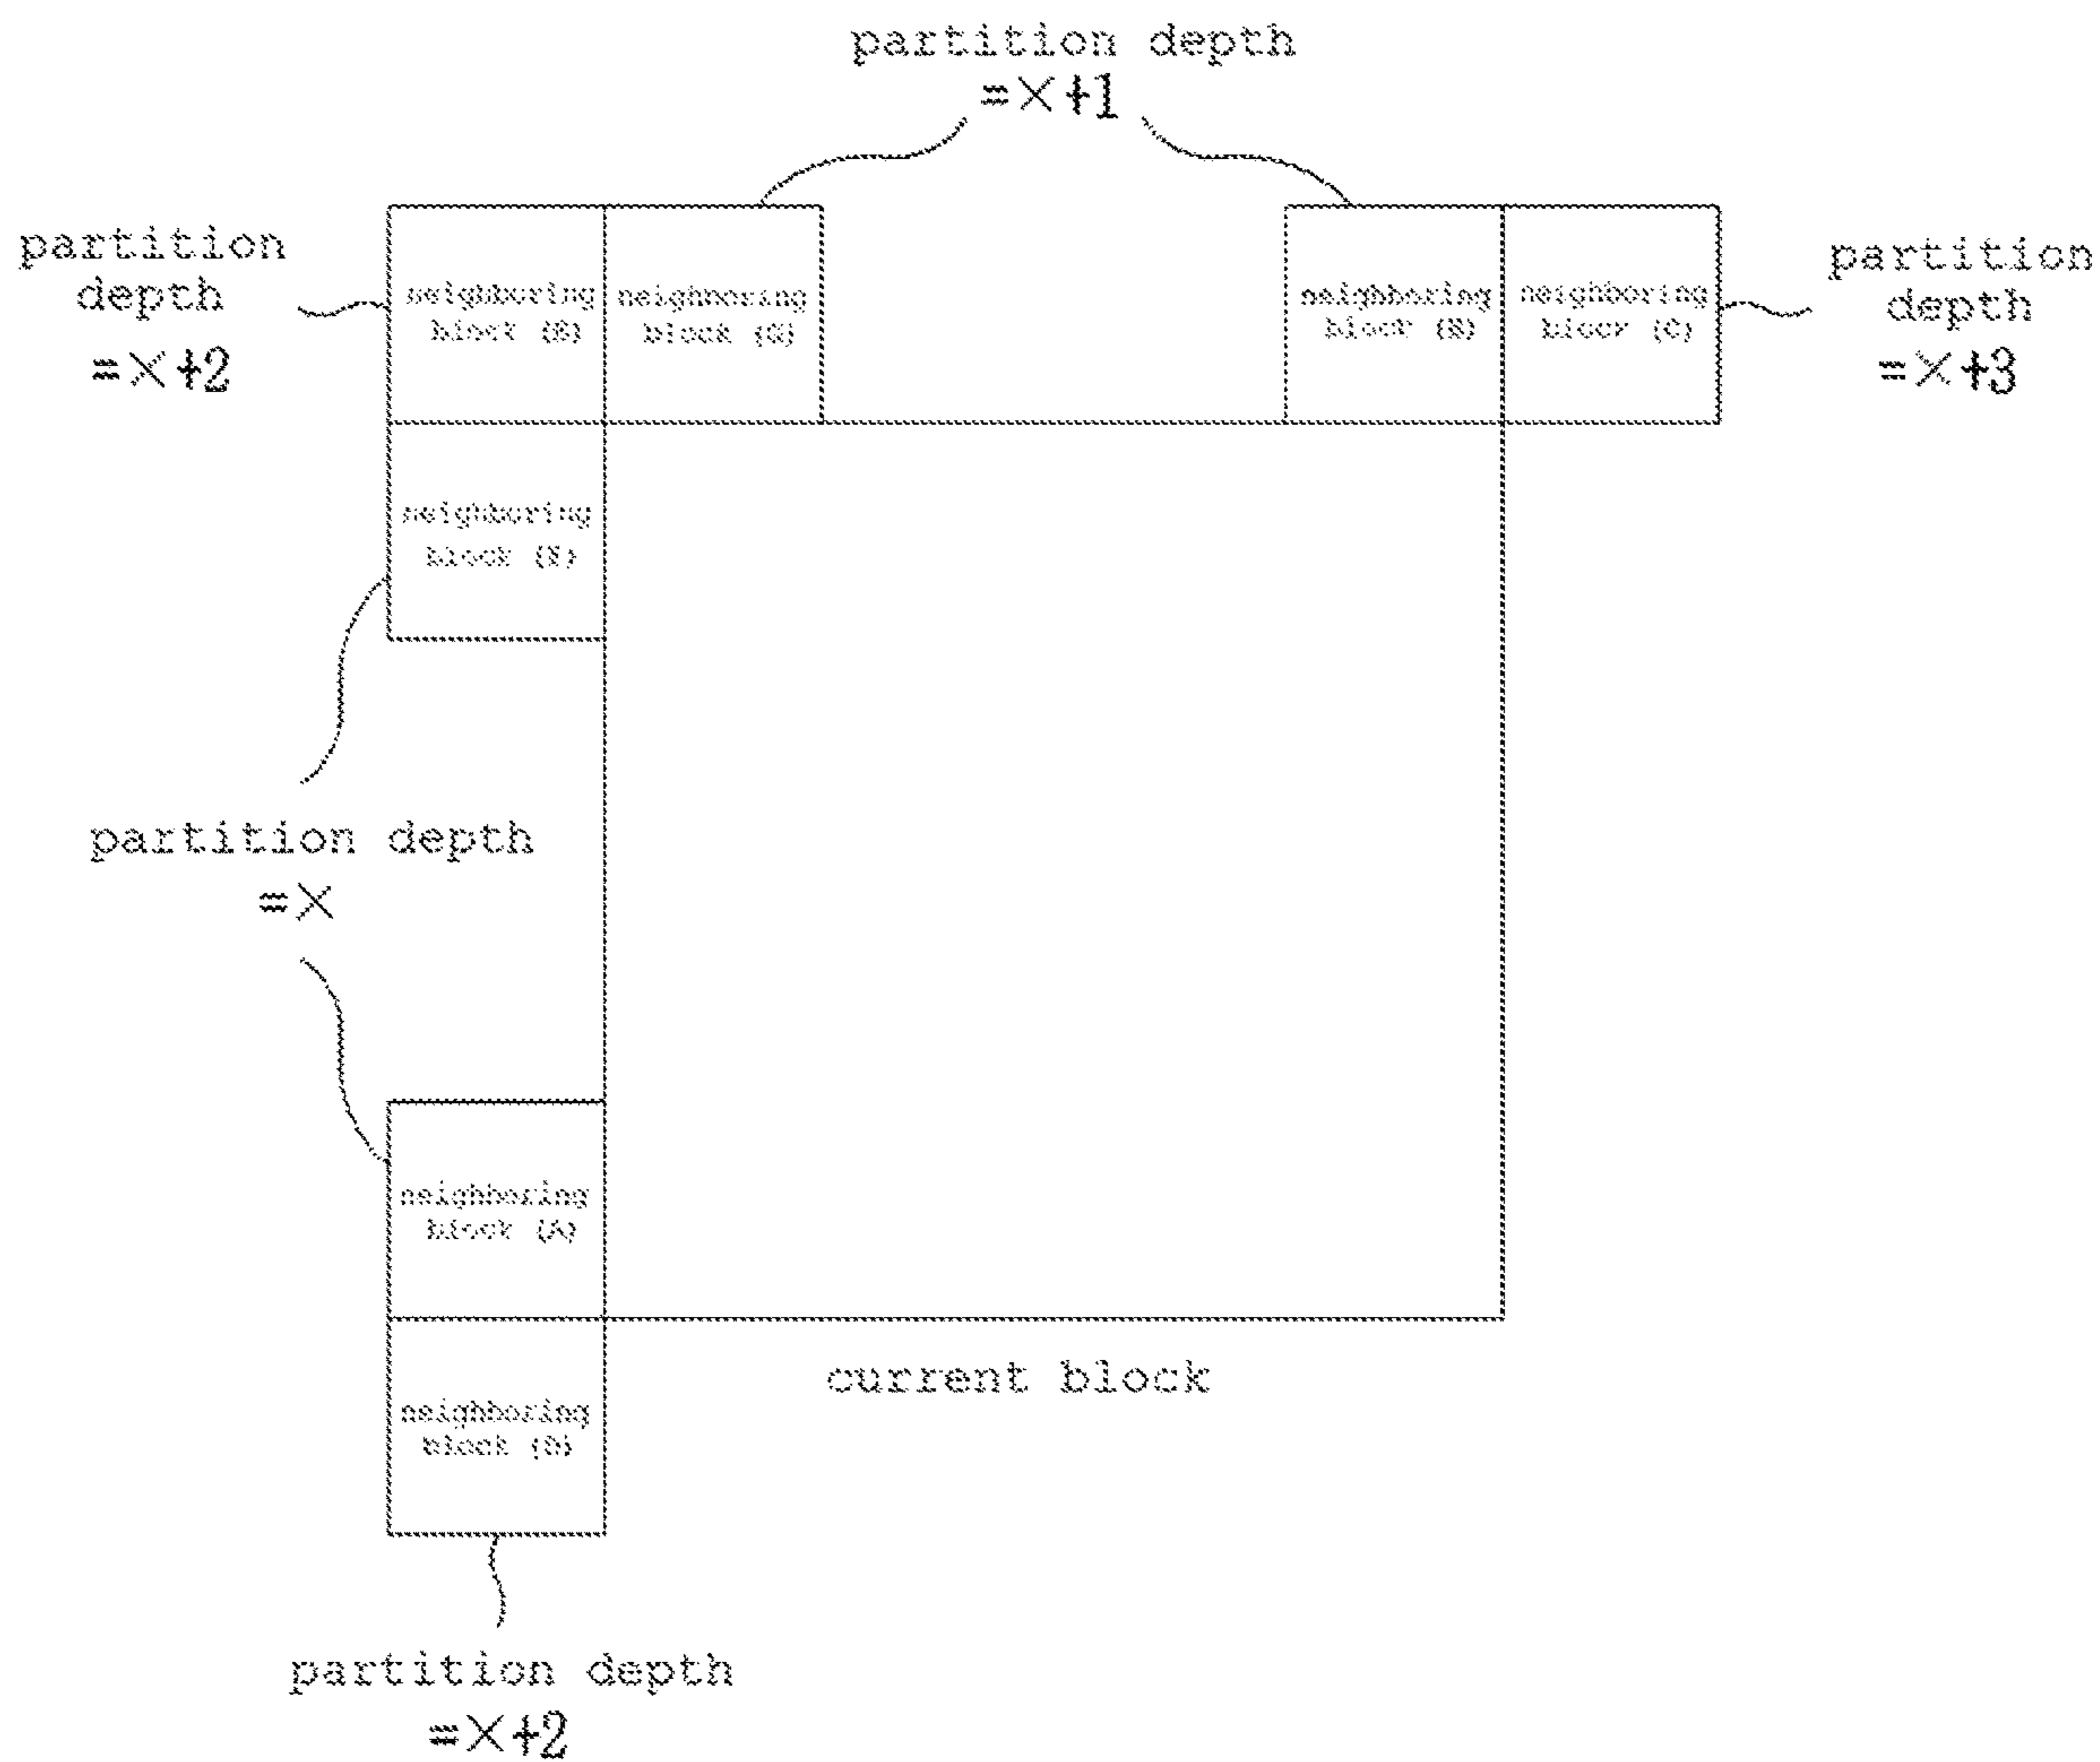 partition depth
=X+1
partition
depth
=X+2
neighboring
block
neighboring
block (G)
neighboring
block
neighboring
block (C)
partition
depth
=X+3
neighboring
block
partition depth
=X
neighboring
block (A)
current block
neighboring
block
partition depth
=X+2